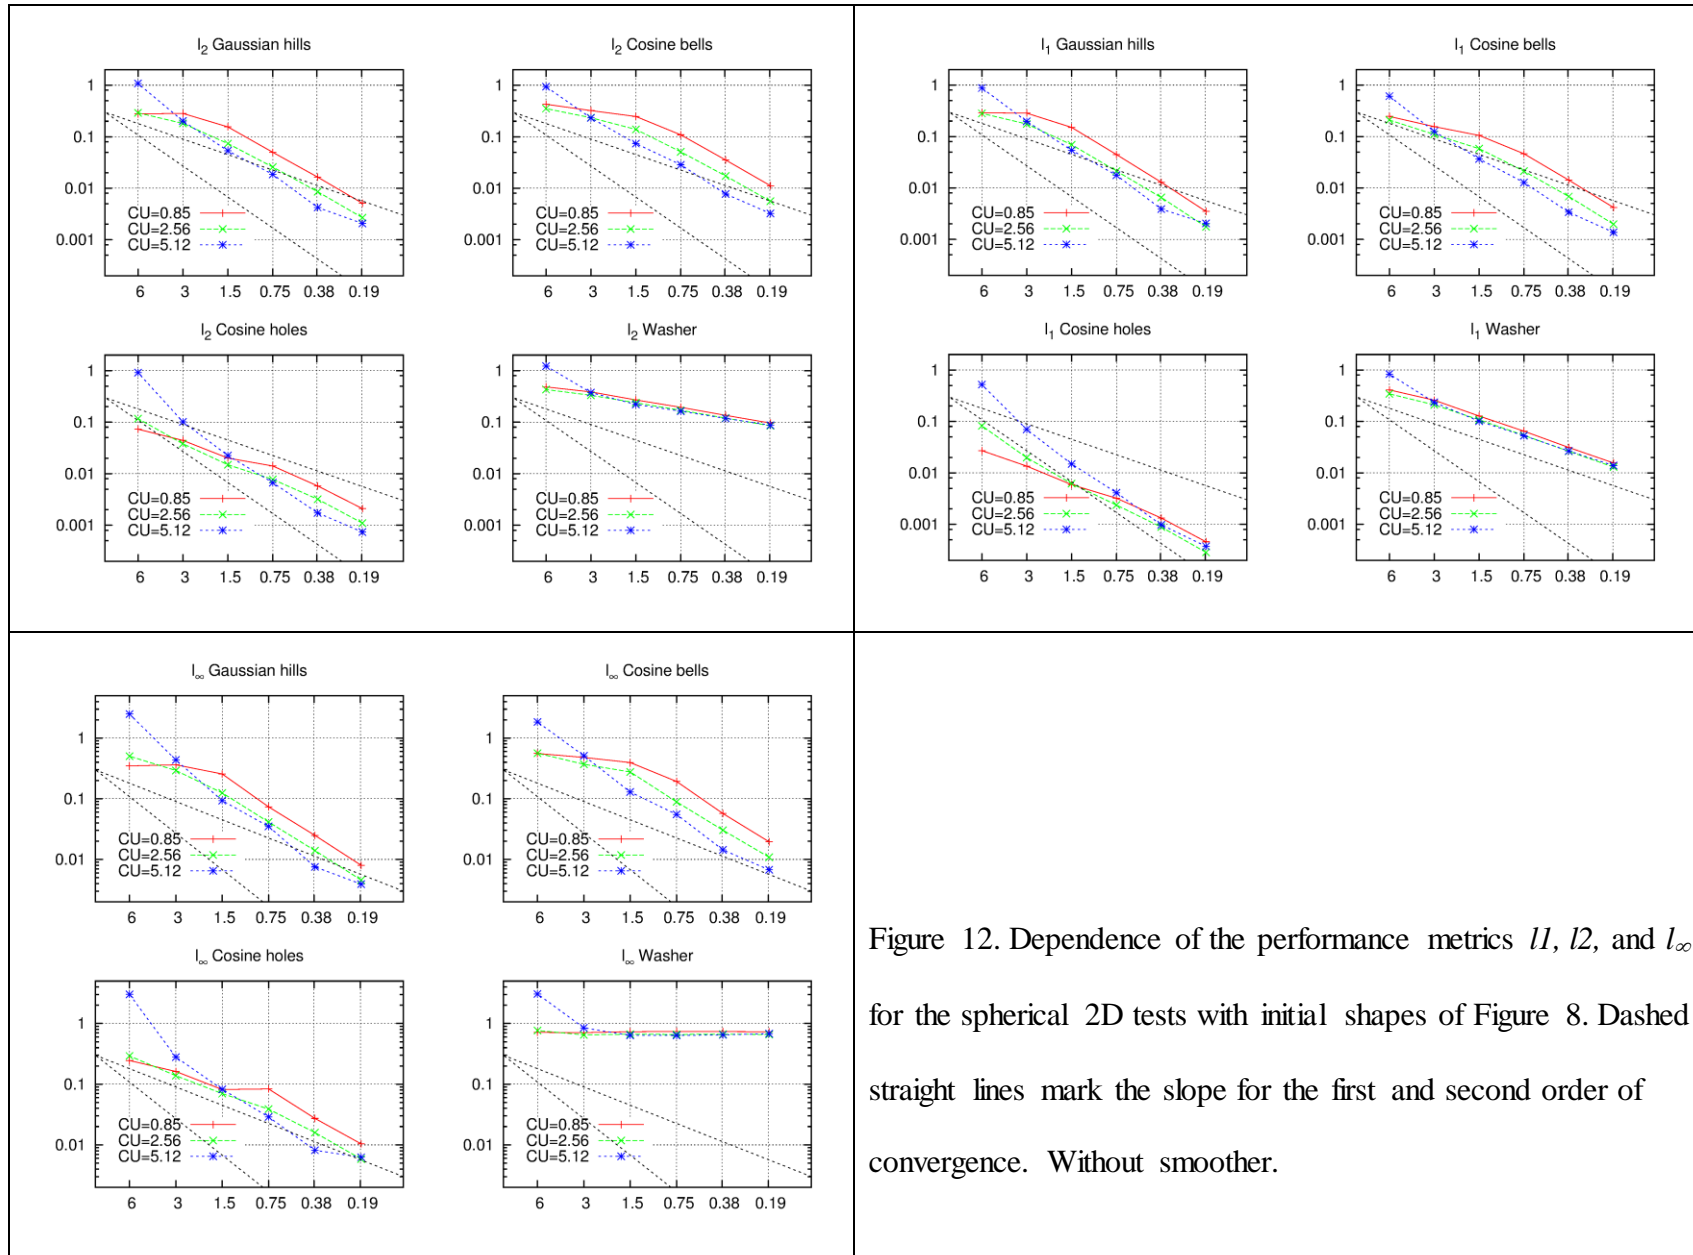 l2 Gaussian hills
1
0.1
0.01
0.001
CU=0.85
CU=2.56
CU=5.12
6 3 1.5 0.75 0.38 0.19
l2 Cosine bells
1
0.1
0.01
0.001
CU=0.85
CU=2.56
CU=5.12
6 3 1.5 0.75 0.38 0.19
l2 Cosine holes
1
0.1
0.01
0.001
CU=0.85
CU=2.56
CU=5.12
6 3 1.5 0.75 0.38 0.19
l2 Washer
1
0.1
0.01
0.001
CU=0.85
CU=2.56
CU=5.12
6 3 1.5 0.75 0.38 0.19
l1 Gaussian hills
1
0.1
0.01
0.001
CU=0.85
CU=2.56
CU=5.12
6 3 1.5 0.75 0.38 0.19
l1 Cosine bells
1
0.1
0.01
0.001
CU=0.85
CU=2.56
CU=5.12
6 3 1.5 0.75 0.38 0.19
l1 Cosine holes
1
0.1
0.01
0.001
CU=0.85
CU=2.56
CU=5.12
6 3 1.5 0.75 0.38 0.19
l1 Washer
1
0.1
0.01
0.001
CU=0.85
CU=2.56
CU=5.12
6 3 1.5 0.75 0.38 0.19
l∞ Gaussian hills
1
0.1
0.01
CU=0.85
CU=2.56
CU=5.12
6 3 1.5 0.75 0.38 0.19
l∞ Cosine bells
1
0.1
0.01
CU=0.85
CU=2.56
CU=5.12
6 3 1.5 0.75 0.38 0.19
l∞ Cosine holes
1
0.1
0.01
CU=0.85
CU=2.56
CU=5.12
6 3 1.5 0.75 0.38 0.19
l∞ Washer
1
0.1
0.01
CU=0.85
CU=2.56
CU=5.12
6 3 1.5 0.75 0.38 0.19
Figure 12. Dependence of the performance metrics l1, l2, and l∞
for the spherical 2D tests with initial shapes of Figure 8. Dashed
straight lines mark the slope for the first and second order of
convergence. Without smoother.